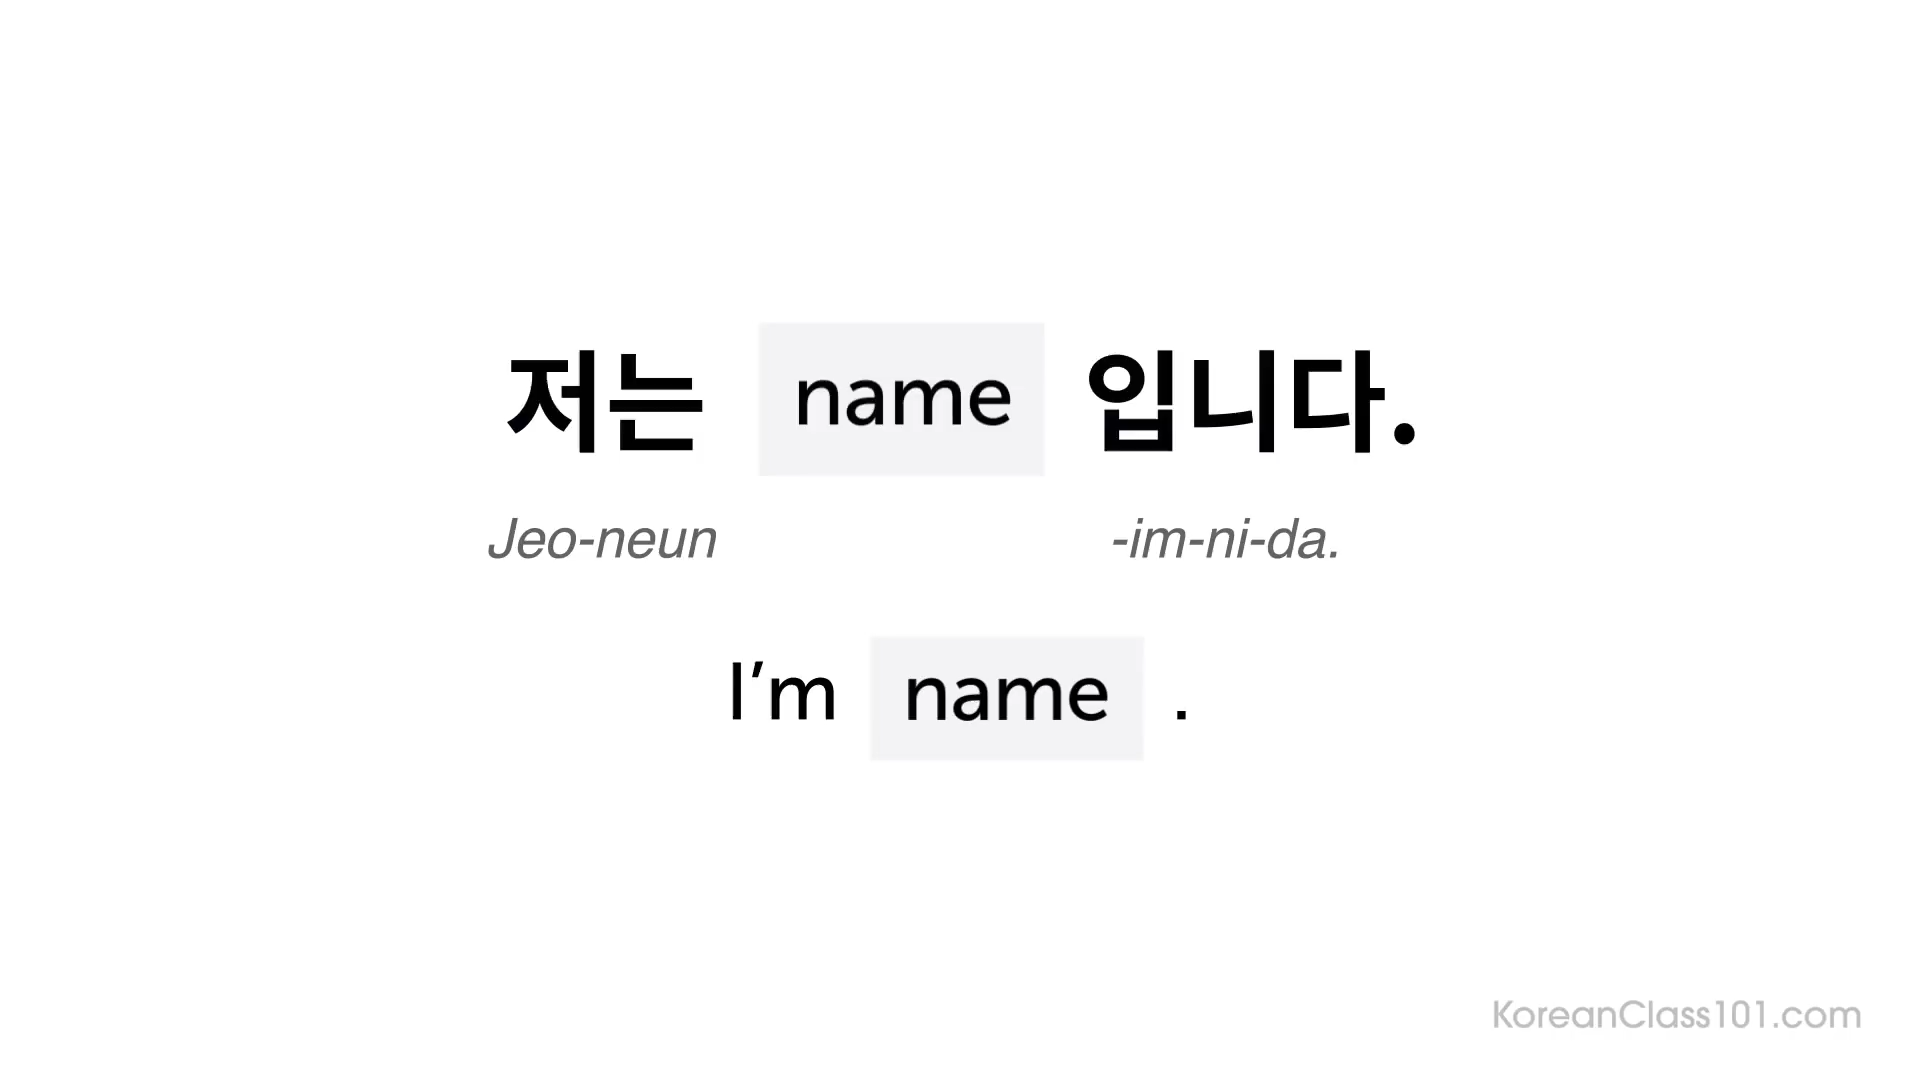 저는 name 입니다.
Jeo-neun -im-ni-da.
I'm name .
KoreanClass101.com